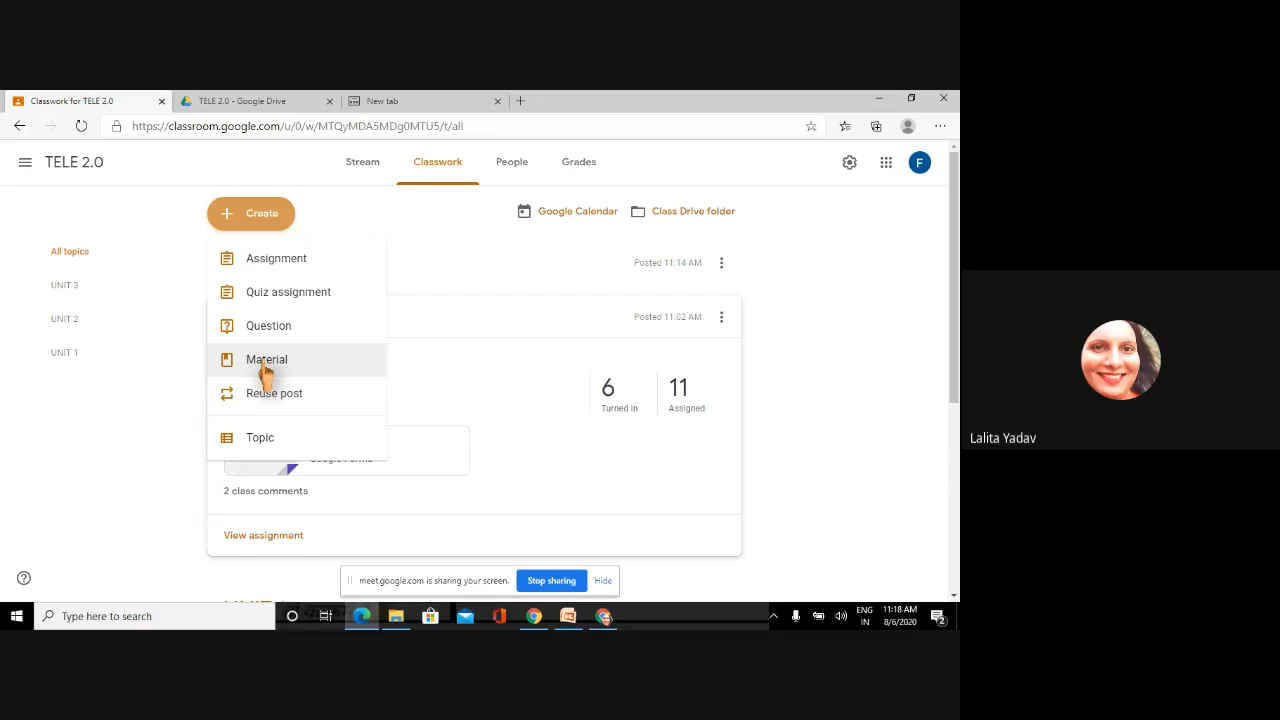 Classwork for TELE 2.0
TELE 2.0 - Google Drive
New tab
https://classroom.google.com/u/0/w/MTQyMDA5MDg0MTU5/t/all
TELE 2.0
Stream
Classwork
People
Grades
F
Create
Google Calendar
Class Drive folder
All topics
UNIT 3
UNIT 2
UNIT 1
Assignment
Quiz assignment
Question
Material
Reuse post
Topic
Posted 11:14 AM
Posted 11:02 AM
6
Turned in
11
Assigned
Google Forms
2 class comments
View assignment
meet.google.com is sharing your screen.
Stop sharing
Hide
Type here to search
ENG
IN
11:18 AM
8/6/2020
2
Lalita Yadav